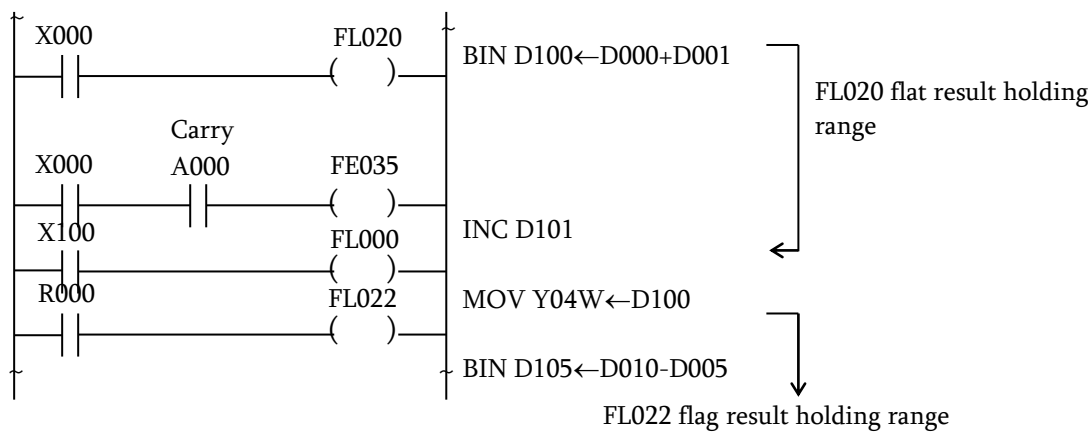 X000 FL020
BIN D100←D000+D001
FL020 flat result holding
range
Carry
X000 A000 FE035
INC D101
X100 FL000
MOV Y04W←D100
R000 FL022
BIN D105←D010-D005
FL022 flag result holding range